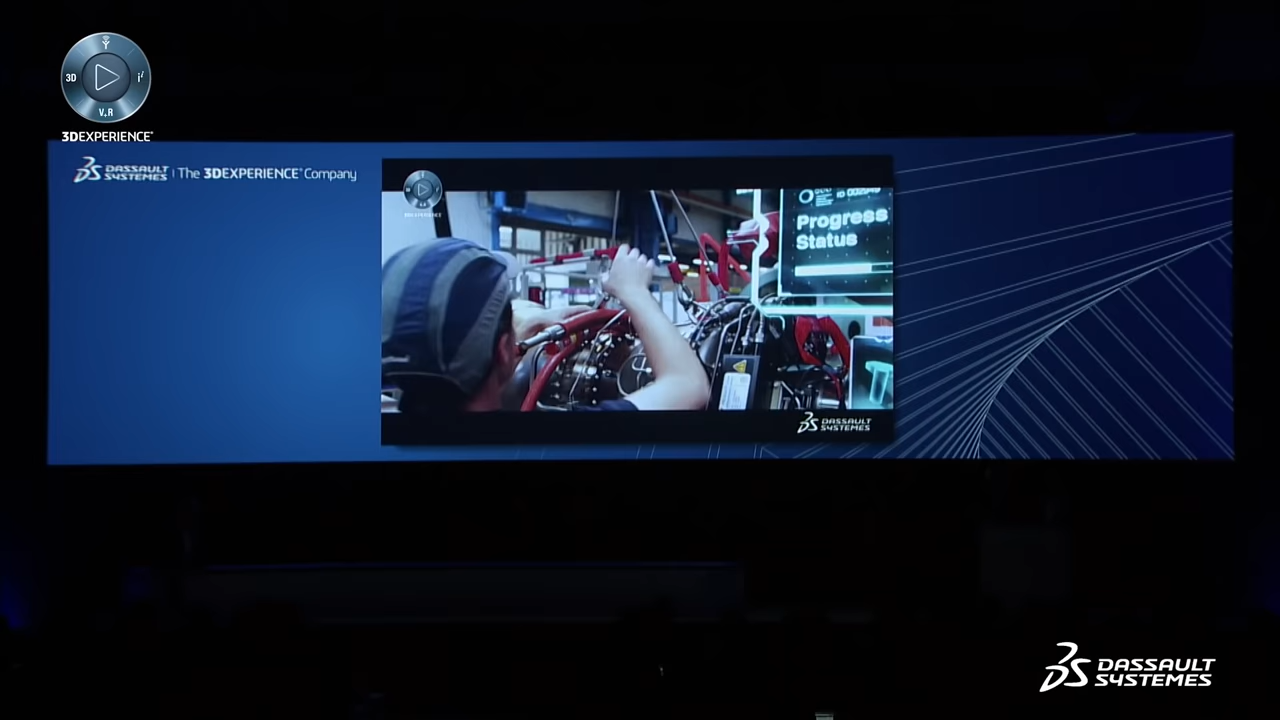 3D
i
V.R
3DEXPERIENCE
DASSAULT SYSTEMES | The 3DEXPERIENCE Company
Progress
Status
DASSAULT
SYSTEMES
DASSAULT
SYSTEMES